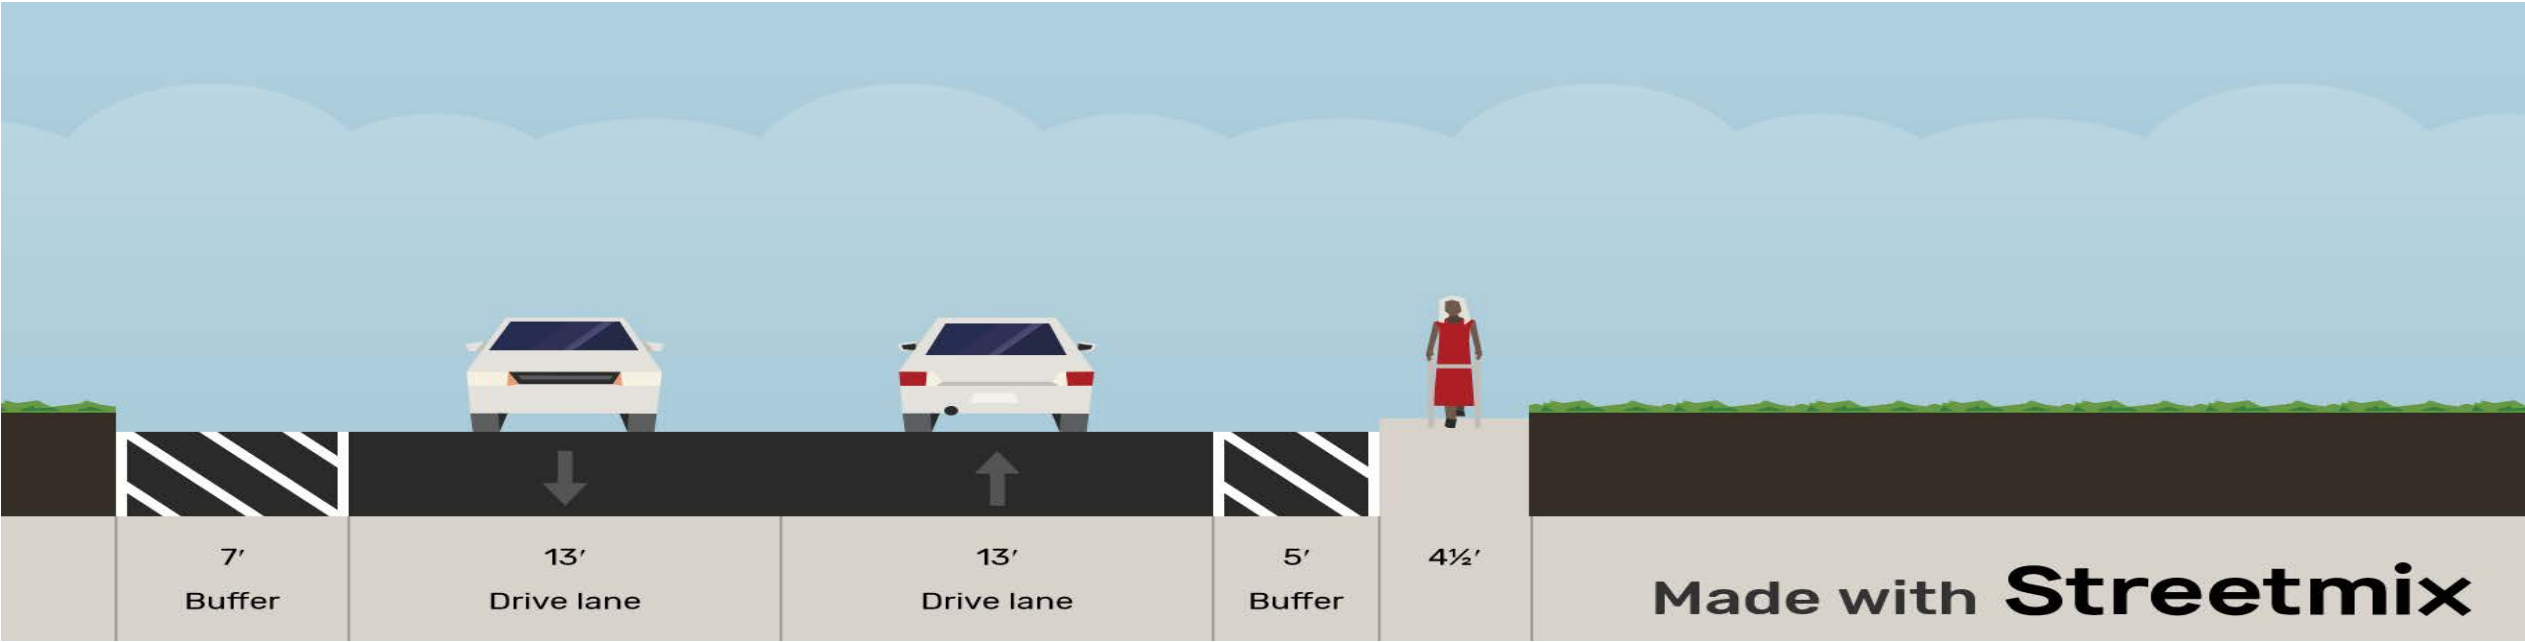 7′
Buffer
13′
Drive lane
13′
Drive lane
5′
Buffer
4½′
Made with Streetmix